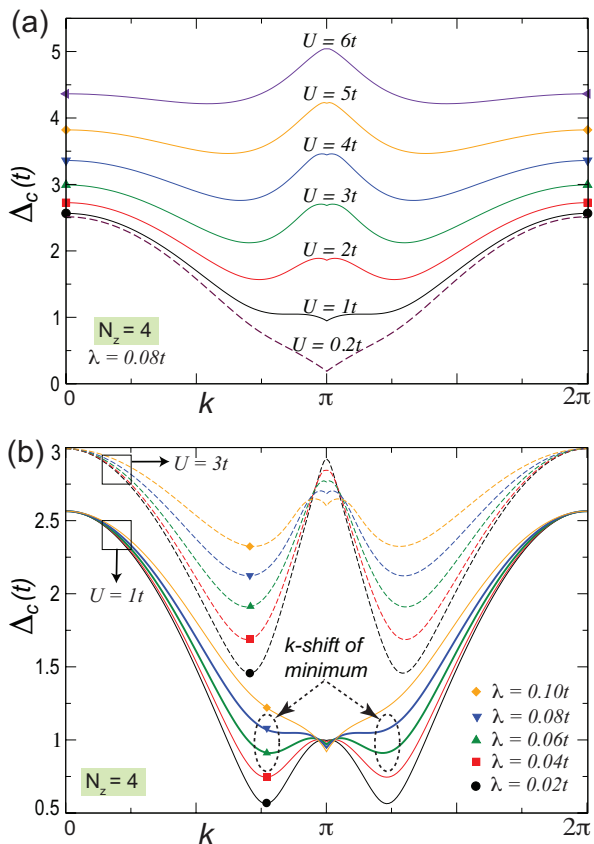 (a)
5
4
3
2
1
0
Δc(t)
U = 6t
U = 5t
U = 4t
U = 3t
U = 2t
U = 1t
U = 0.2t
Nz = 4
λ = 0.08t
0
k
π
2π
(b)
3
2.5
2
1.5
1
0.5
Δc(t)
U = 3t
U = 1t
k-shift of
minimum
λ = 0.10t
λ = 0.08t
λ = 0.06t
λ = 0.04t
λ = 0.02t
Nz = 4
0
k
π
2π